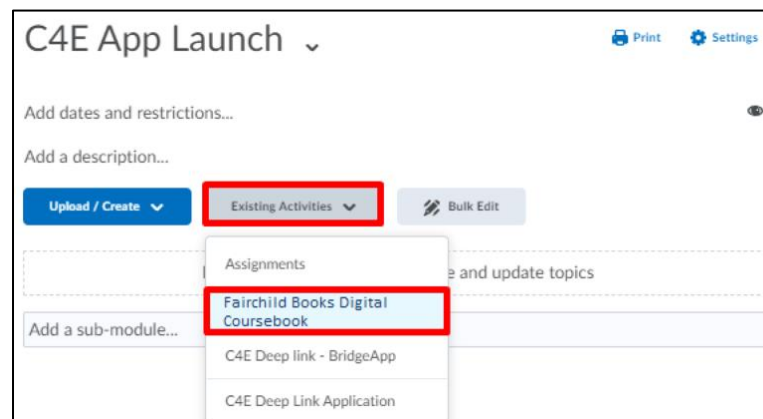 C4E App Launch
Print
Settings
Add dates and restrictions...
Add a description...
Upload / Create
Existing Activities
Bulk Edit
Assignments
and update topics
Fairchild Books Digital
Coursebook
Add a sub-module...
C4E Deep link - BridgeApp
C4E Deep Link Application